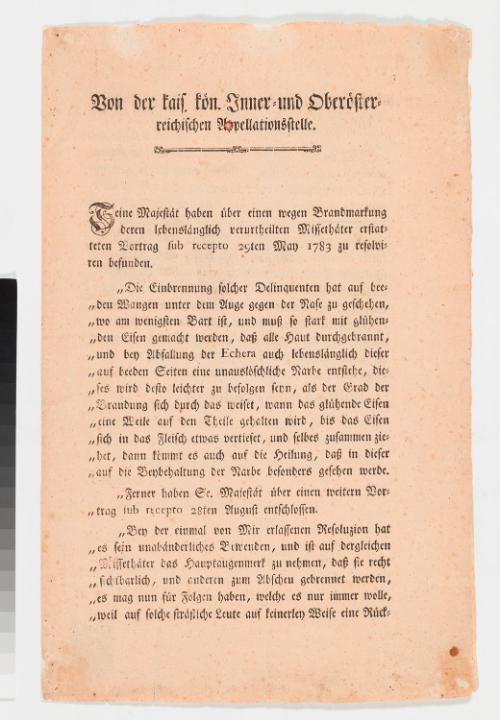 Von der kais. kön. Inner- und Oberöster-
reichischen Appellationsstelle.
Seine Majestät haben über einen wegen Brandmarkung
deren lebenslänglich verurtheilten Missethäter erstat-
teten Vortrag sub recepto 29ten May 1783 zu resolvi-
ren befunden.
„Die Einbrennung solcher Delinquenten hat auf bee-
„den Wangen unter dem Auge gegen der Nase zu geschehen,
„wo am wenigsten Bart ist, und muß so stark mit glühen-
„den Eisen gemacht werden, daß alle Haut durchgebrannt,
„und bey Abfallung der Echera auch lebenslänglich dieser
„auf beeden Seiten eine unauslöschliche Narbe entstehe, die-
„ses wird desto leichter zu befolgen seyn, als der Grad der
„Brandung sich durch das weiset, wann das glühende Eisen
„eine Weile auf den Theile gehalten wird, bis das Eisen
„sich in das Fleisch etwas vertiefet, und selbes zusammen zie-
„het, dann kömmt es auch auf die Heilung, daß in dieser
„auf die Beybehaltung der Narbe besonders gesehen werde.
„Ferner haben Se. Majestät über einen weitern Vor-
„trag sub recepto 28ten August entschlossen.
„Bey der einmal von Mir erlassenen Resoluzion hat
„es sein unabänderliches Bewenden, und ist auf dergleichen
„Missethäter das Hauptaugenmerk zu nehmen, daß sie recht
„sichtbarlich, und anderen zum Abscheu gebrennet werden,
„es mag nun für Folgen haben, welche es nur immer wolle,
„weil auf solche sträfliche Leute auf keinerley Weise eine Rück-